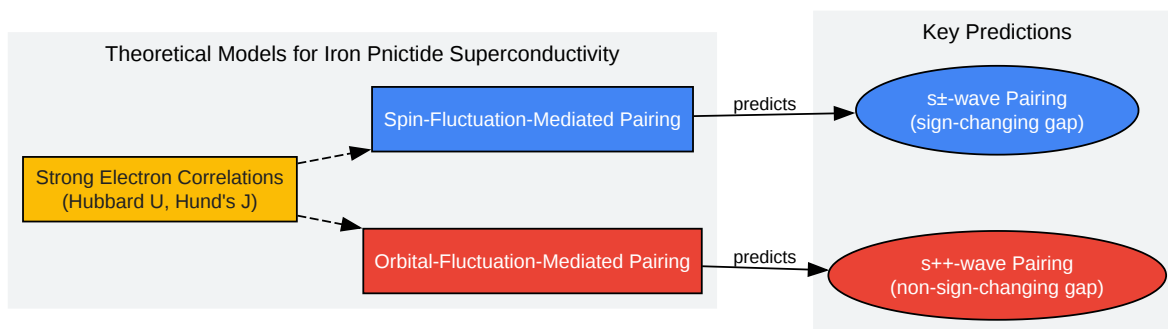 Theoretical Models for Iron Pnictide Superconductivity
Key Predictions
Strong Electron Correlations
(Hubbard U, Hund's J)
Spin-Fluctuation-Mediated Pairing
predicts
s±-wave Pairing
(sign-changing gap)
Orbital-Fluctuation-Mediated Pairing
predicts
s++-wave Pairing
(non-sign-changing gap)